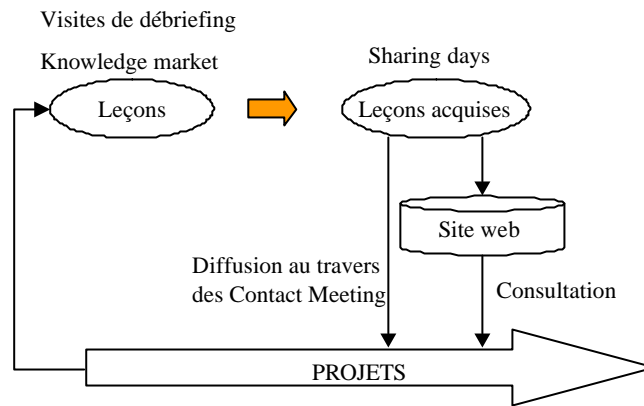 Visites de débriefing
Knowledge market
Sharing days
Leçons
Leçons acquises
Site web
Diffusion au travers
des Contact Meeting
Consultation
PROJETS